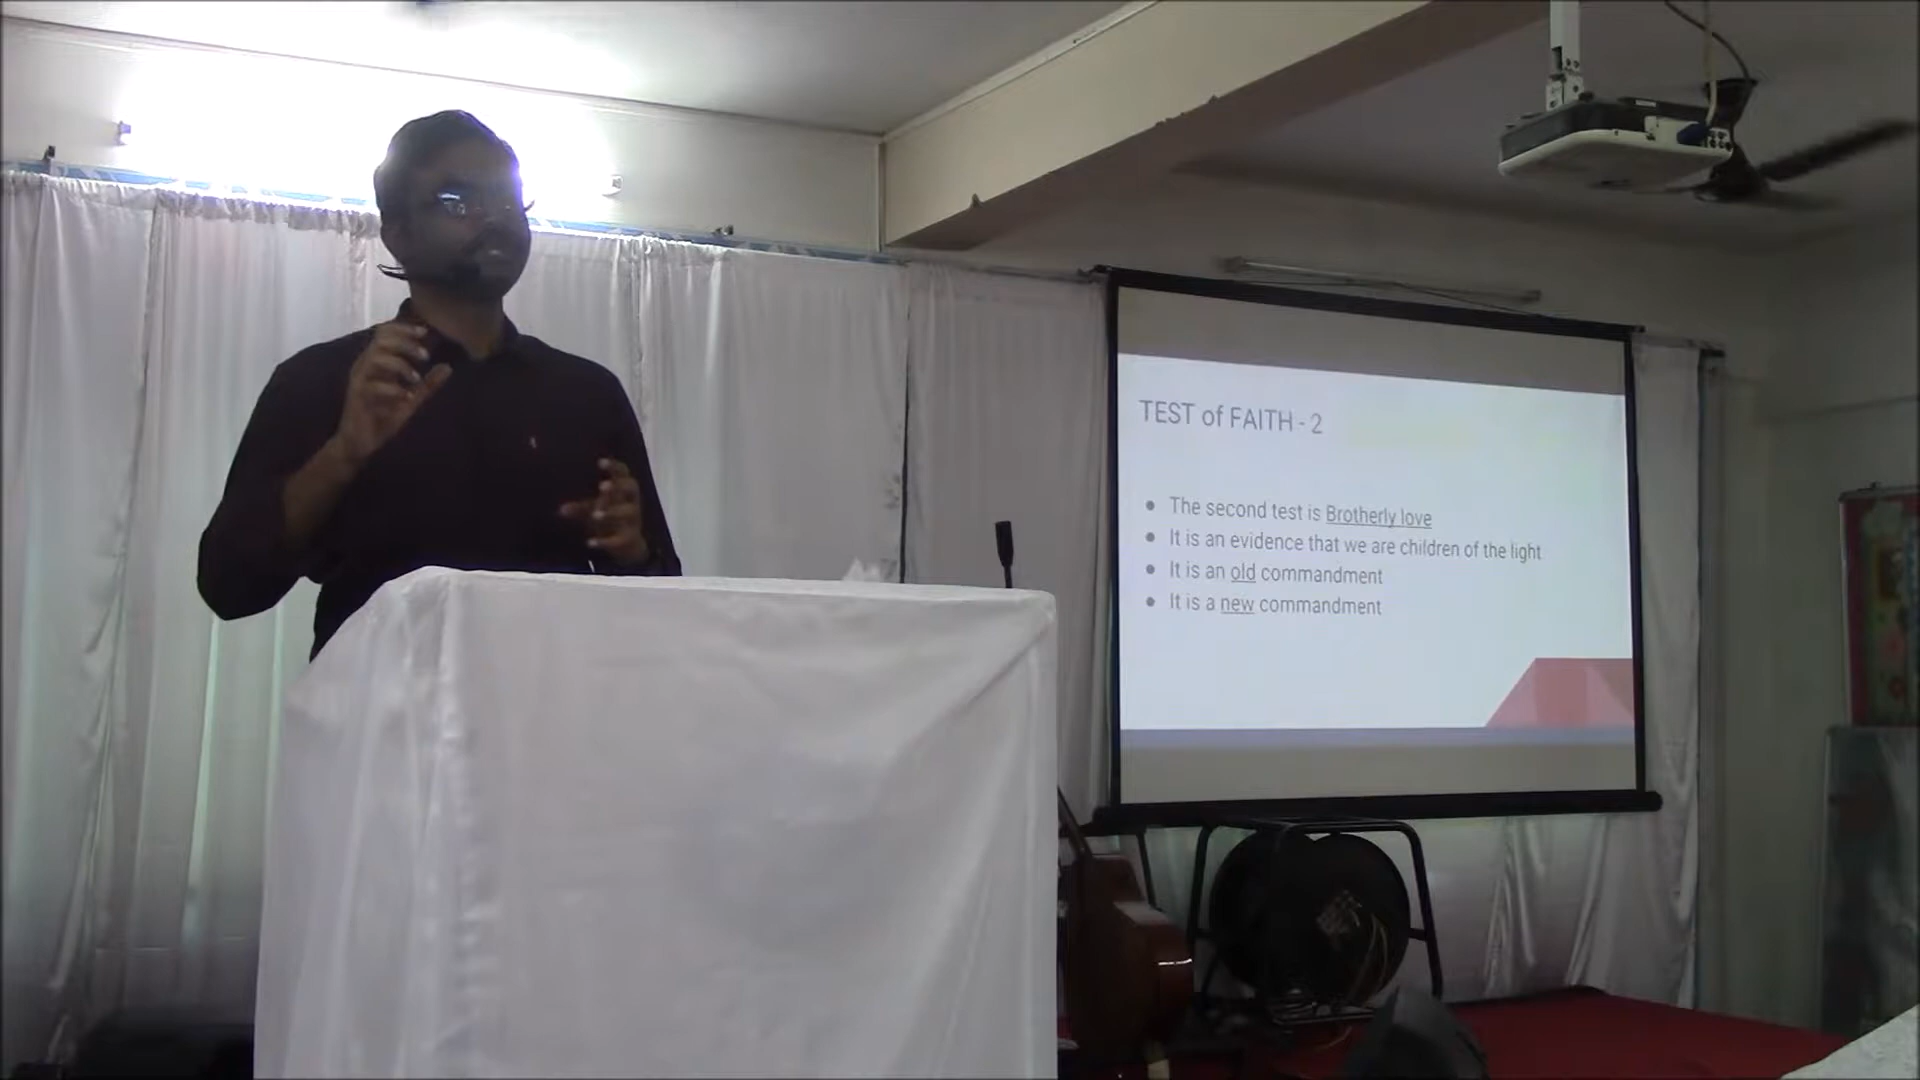 TEST of FAITH - 2
● The second test is Brotherly love
● It is an evidence that we are children of the light
● It is an old commandment
● It is a new commandment